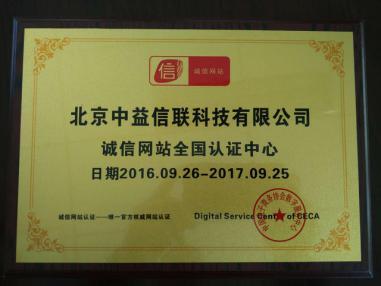 信 诚信网站
北京中益信联科技有限公司
诚信网站全国认证中心
日期2016.09.26-2017.09.25
诚信网站认证——唯一官方权威网站认证 Digital Service Center of CECA